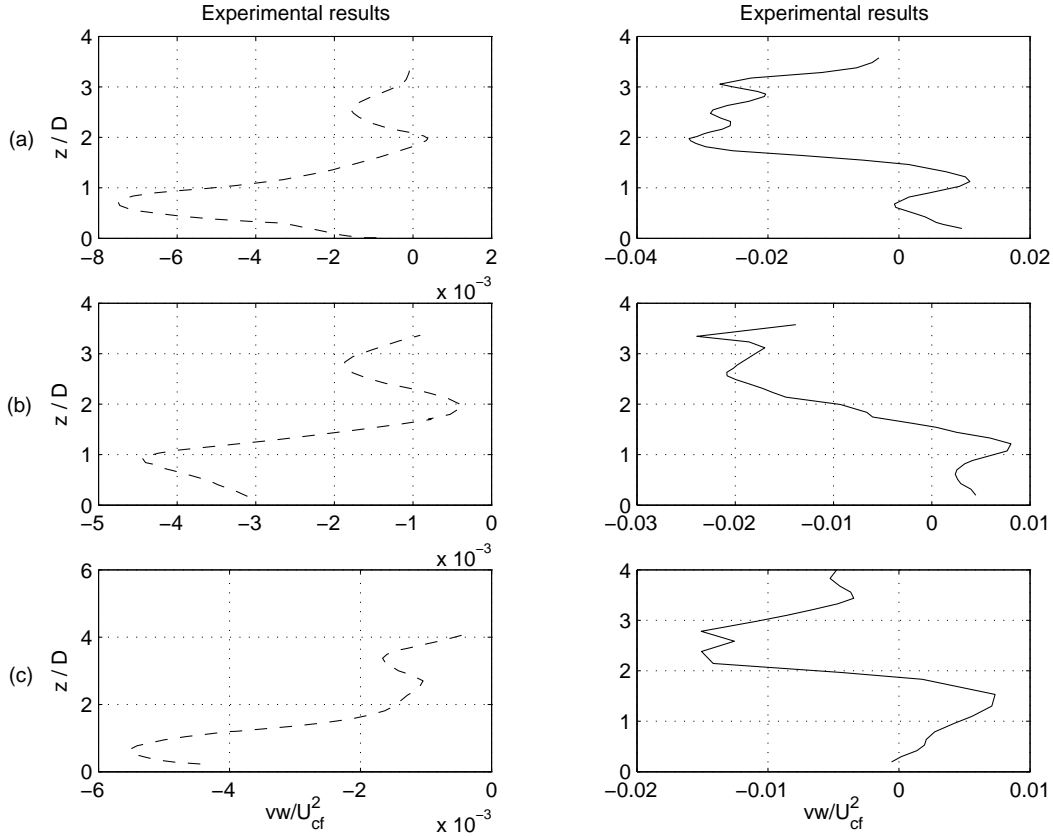 Experimental results
Experimental results
(a)
z / D
4
3
2
1
0
−8 −6 −4 −2 0 2
x 10−3
4
3
2
1
0
−0.04 −0.02 0 0.02
(b)
z / D
4
3
2
1
0
−5 −4 −3 −2 −1 0
x 10−3
4
3
2
1
0
−0.03 −0.02 −0.01 0 0.01
(c)
z / D
6
4
2
0
−6 −4 −2 0
x 10−3
vw/U2cf
4
3
2
1
0
−0.02 −0.01 0 0.01
vw/U2cf